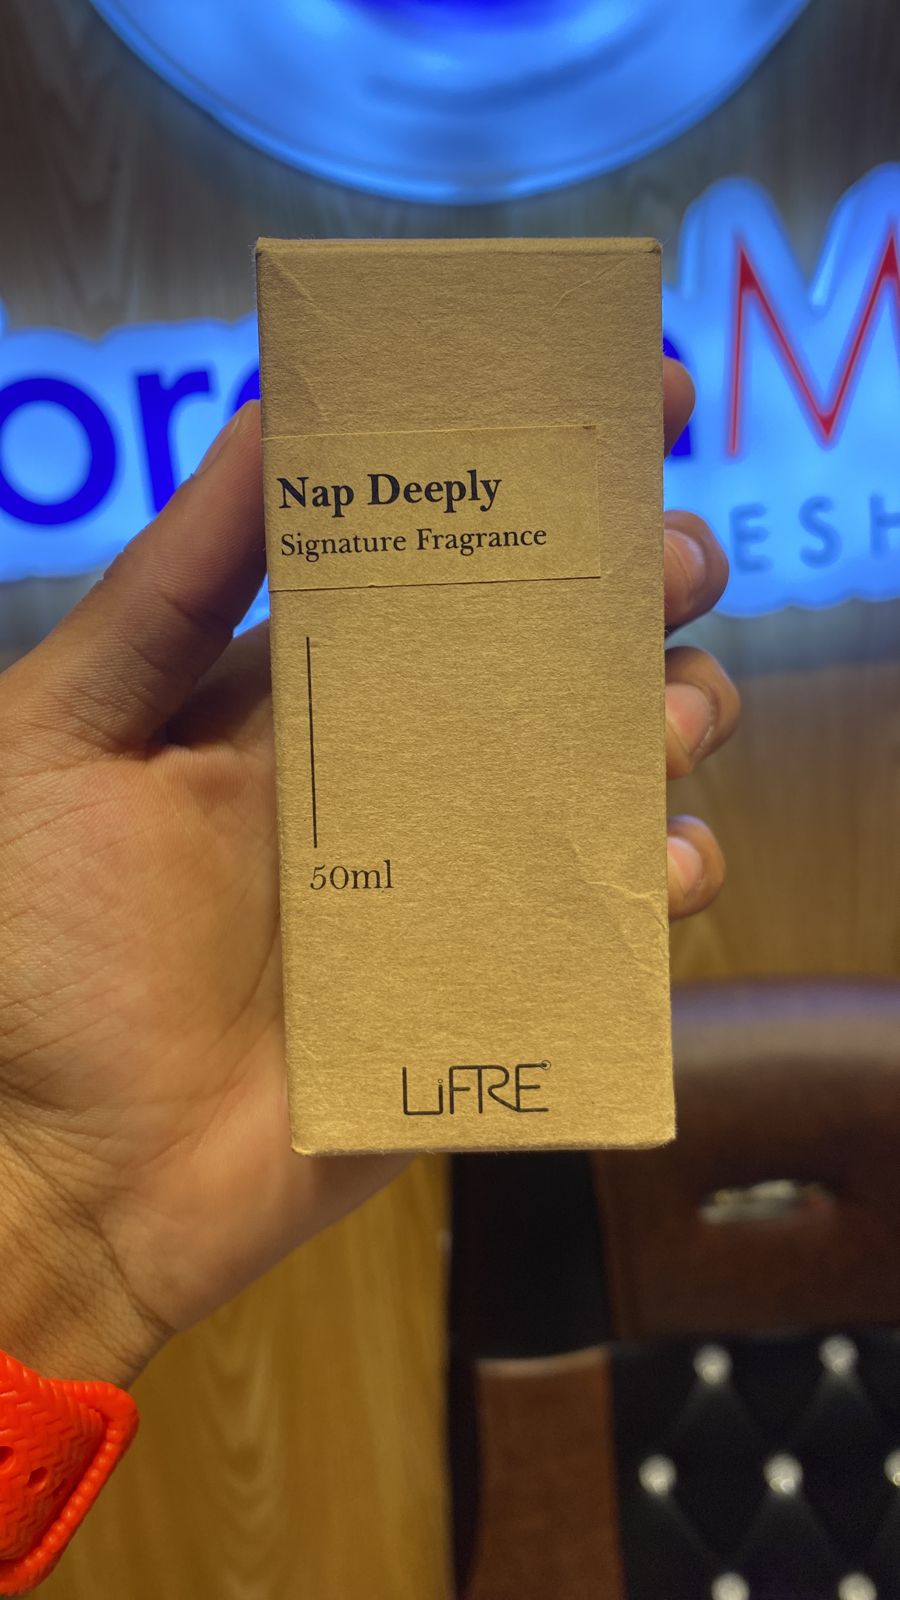 Nap Deeply
Signature Fragrance
50ml
LiFRE